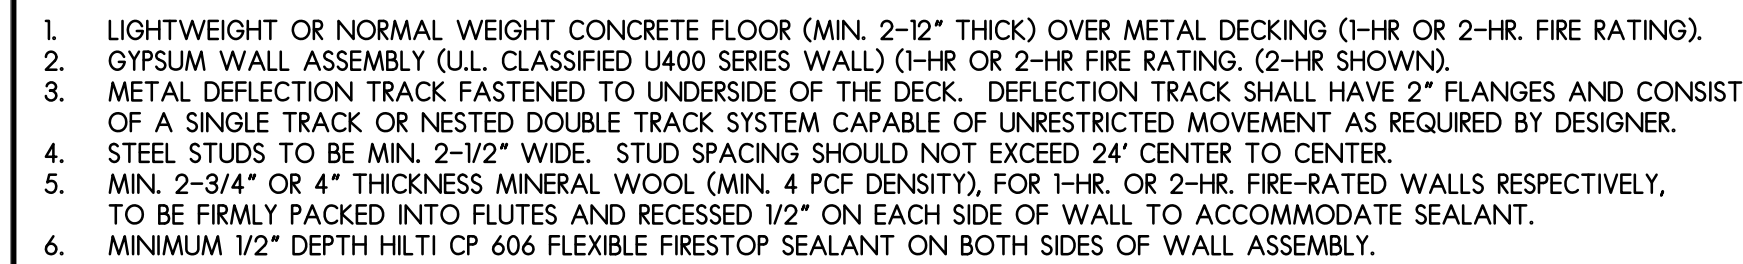 1. LIGHTWEIGHT OR NORMAL WEIGHT CONCRETE FLOOR (MIN. 2-12" THICK) OVER METAL DECKING (1-HR OR 2-HR. FIRE RATING).
2. GYPSUM WALL ASSEMBLY (U.L. CLASSIFIED U400 SERIES WALL) (1-HR OR 2-HR FIRE RATING. (2-HR SHOWN).
3. METAL DEFLECTION TRACK FASTENED TO UNDERSIDE OF THE DECK. DEFLECTION TRACK SHALL HAVE 2" FLANGES AND CONSIST
OF A SINGLE TRACK OR NESTED DOUBLE TRACK SYSTEM CAPABLE OF UNRESTRICTED MOVEMENT AS REQUIRED BY DESIGNER.
4. STEEL STUDS TO BE MIN. 2-1/2" WIDE. STUD SPACING SHOULD NOT EXCEED 24' CENTER TO CENTER.
5. MIN. 2-3/4" OR 4" THICKNESS MINERAL WOOL (MIN. 4 PCF DENSITY), FOR 1-HR. OR 2-HR. FIRE-RATED WALLS RESPECTIVELY,
TO BE FIRMLY PACKED INTO FLUTES AND RECESSED 1/2" ON EACH SIDE OF WALL TO ACCOMMODATE SEALANT.
6. MINIMUM 1/2" DEPTH HILTI CP 606 FLEXIBLE FIRESTOP SEALANT ON BOTH SIDES OF WALL ASSEMBLY.